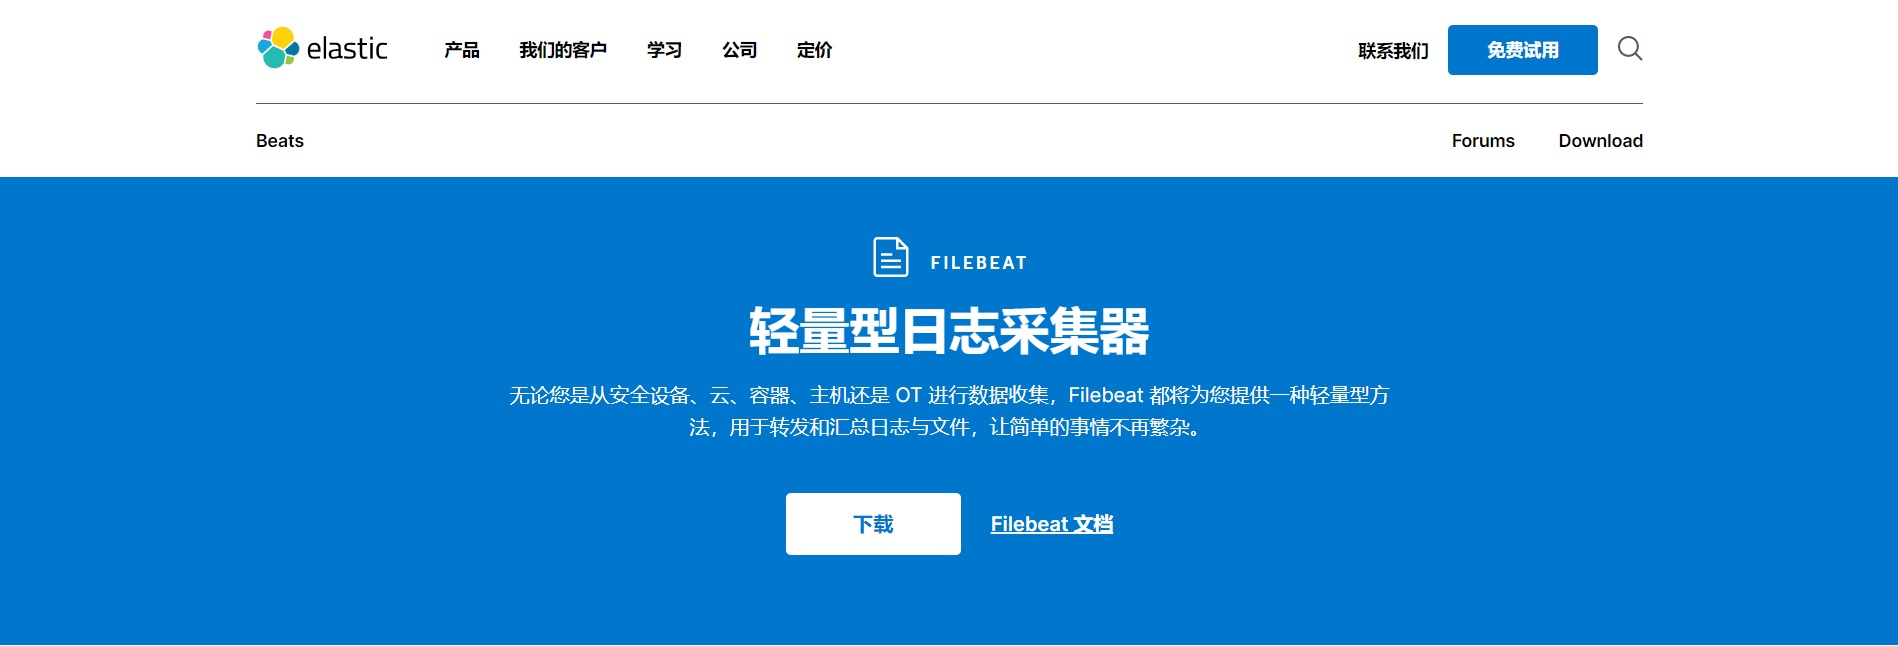 elastic 产品 我们的客户 学习 公司 定价 联系我们 免费试用
Beats Forums Download
FILEBEAT
轻量型日志采集器
无论您是从安全设备、云、容器、主机还是 OT 进行数据收集，Filebeat 都将为您提供一种轻量型方
法，用于转发和汇总日志与文件，让简单的事情不再繁杂。
下载 Filebeat 文档